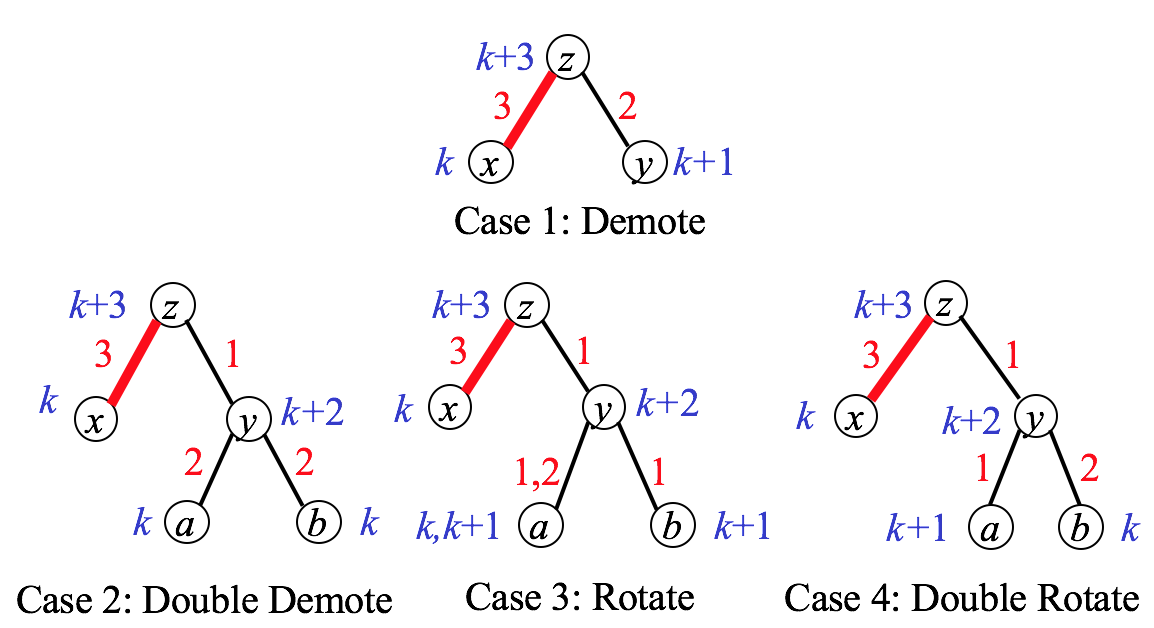 k+3 z
3 2
k x y k+1
Case 1: Demote
k+3 z
3 1
k x y k+2
2 2
k a b k
Case 2: Double Demote
k+3 z
3 1
k x y k+2
1,2 1
k,k+1 a b k+1
Case 3: Rotate
k+3 z
3 1
k x k+2 y
1 2
k+1 a b k
Case 4: Double Rotate